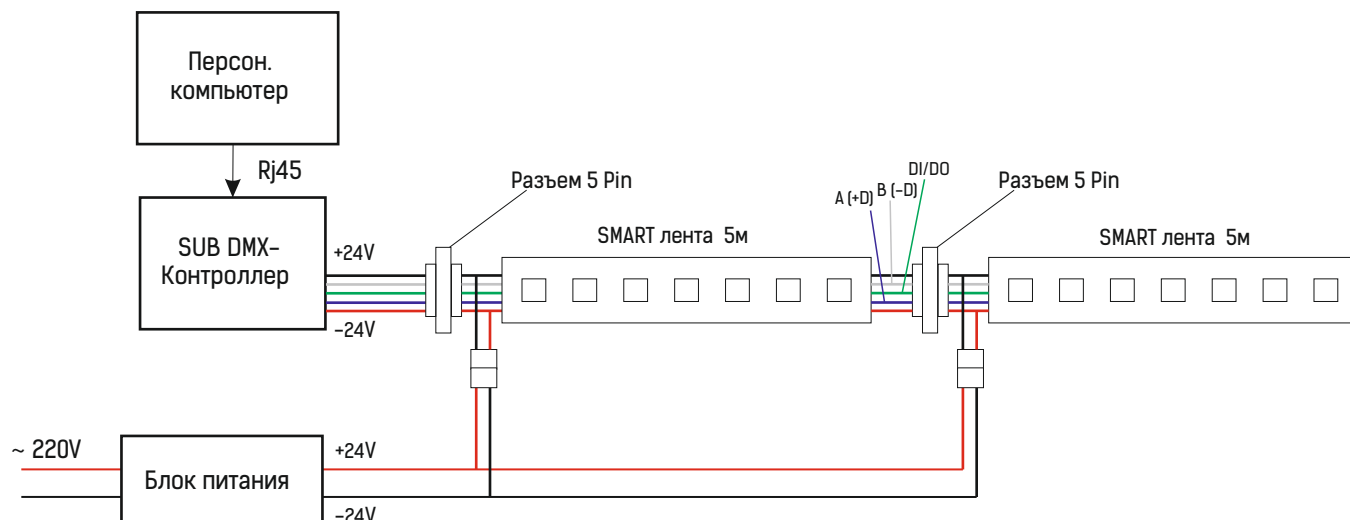 Персон.
компьютер
Rj45
SUB DMX-
Контроллер
+24V
-24V
Разъем 5 Pin
SMART лента 5м
A (+D)
B (-D)
DI/DO
Разъем 5 Pin
SMART лента 5м
~ 220V
Блок питания
+24V
-24V